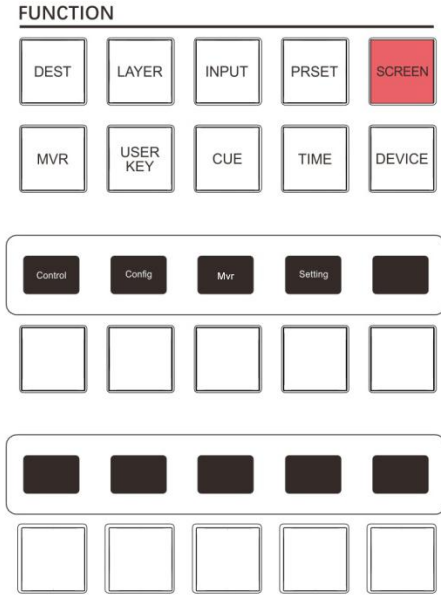 FUNCTION
DEST LAYER INPUT PRSET SCREEN
MVR USER KEY CUE TIME DEVICE
Control Config Mvr Setting